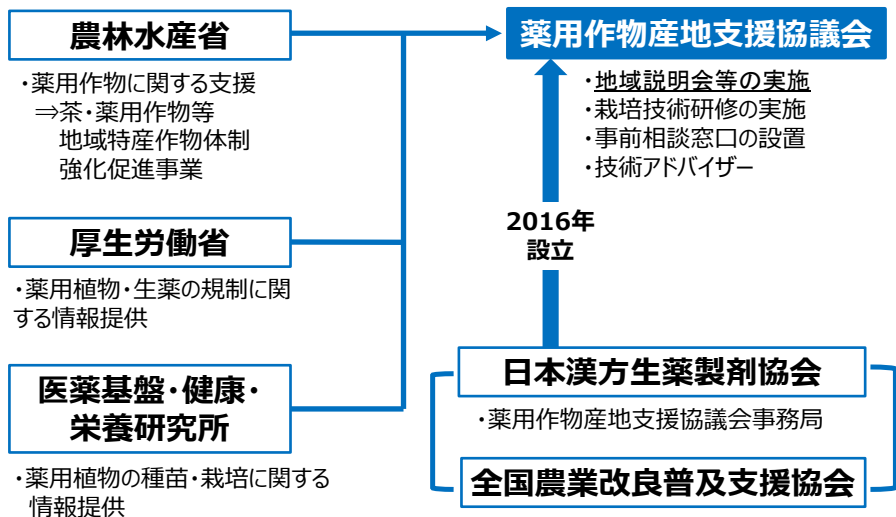 農林水産省
・薬用作物に関する支援
⇒茶・薬用作物等
地域特産作物体制
強化促進事業
厚生労働省
・薬用植物・生薬の規制に関
する情報提供
医薬基盤・健康・
栄養研究所
・薬用植物の種苗・栽培に関する
情報提供
薬用作物産地支援協議会
・地域説明会等の実施
・栽培技術研修の実施
・事前相談窓口の設置
・技術アドバイザー
2016年
設立
日本漢方生薬製剤協会
・薬用作物産地支援協議会事務局
全国農業改良普及支援協会